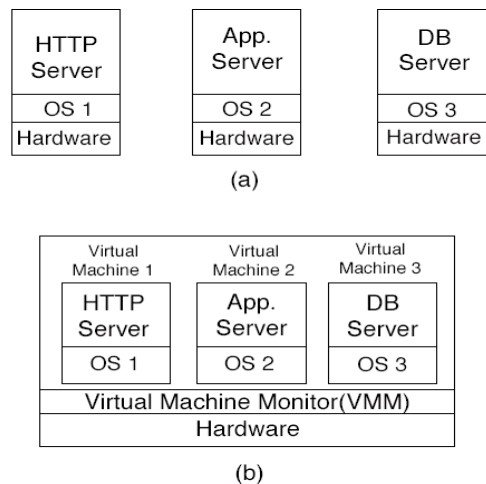 HTTP
Server
OS 1
Hardware
App.
Server
OS 2
Hardware
DB
Server
OS 3
Hardware
(a)
Virtual
Machine 1
HTTP
Server
OS 1
Virtual
Machine 2
App.
Server
OS 2
Virtual
Machine 3
DB
Server
OS 3
Virtual Machine Monitor(VMM)
Hardware
(b)